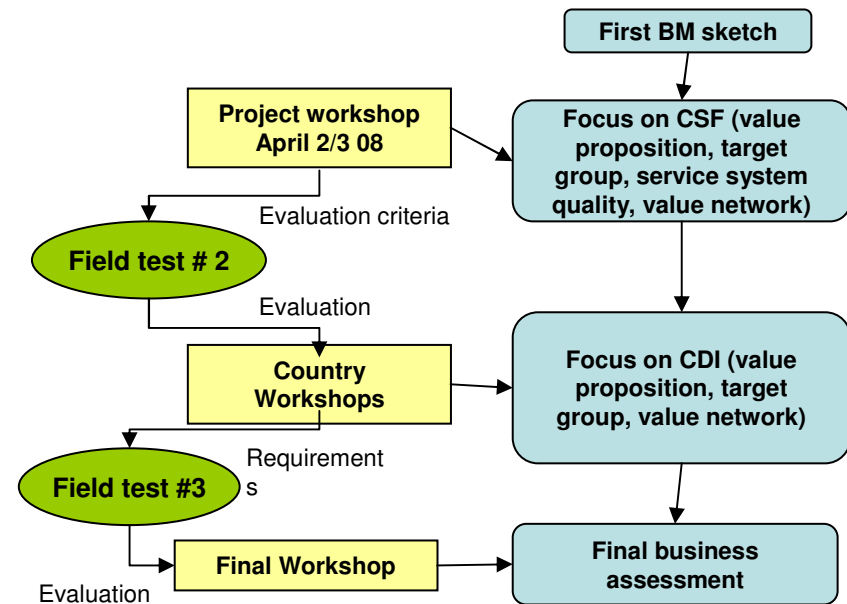 First BM sketch
Project workshop
April 2/3 08
Focus on CSF (value
proposition, target
group, service system
quality, value network)
Evaluation criteria
Field test # 2
Evaluation
Country
Workshops
Focus on CDI (value
proposition, target
group, value network)
Requirement
s
Field test #3
Final Workshop
Final business
assessment
Evaluation